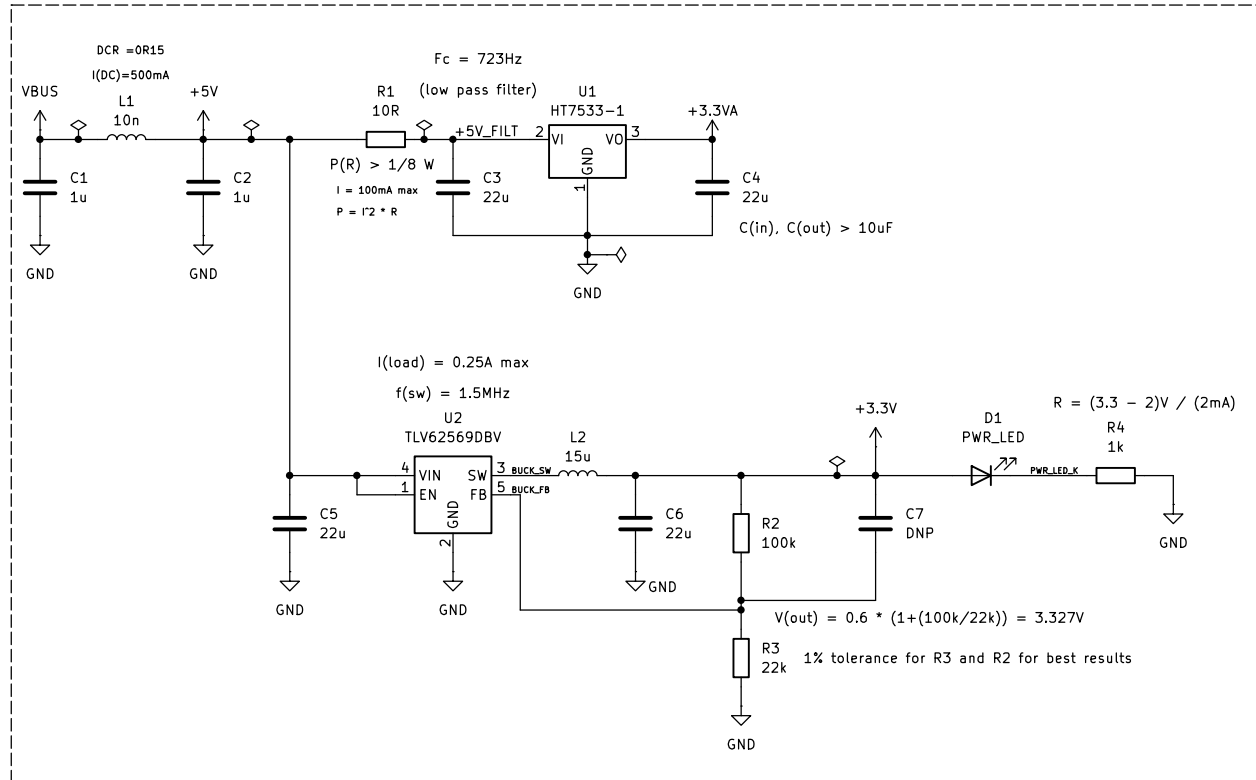 DCR =0R15
I(DC)=500mA
VBUS
L1
10n
+5V
C1
1u
GND
C2
1u
GND
Fc = 723Hz
(low pass filter)
R1
10R
P(R) > 1/8 W
I = 100mA max
P = I^2 * R
+5V_FILT
C3
22u
U1
HT7533-1
2
VI
VO
3
GND
1
GND
+3.3VA
C4
22u
C(in), C(out) > 10uF
I(load) = 0.25A max
f(sw) = 1.5MHz
U2
TLV62569DBV
4
VIN
SW
3
BUCK_SW
1
EN
FB
5
BUCK_FB
GND
2
GND
C5
22u
GND
L2
15u
C6
22u
GND
R2
100k
+3.3V
C7
DNP
D1
PWR_LED
PWR_LED_K
R = (3.3 - 2)V / (2mA)
R4
1k
GND
V(out) = 0.6 * (1+(100k/22k)) = 3.327V
R3
22k
1% tolerance for R3 and R2 for best results
GND